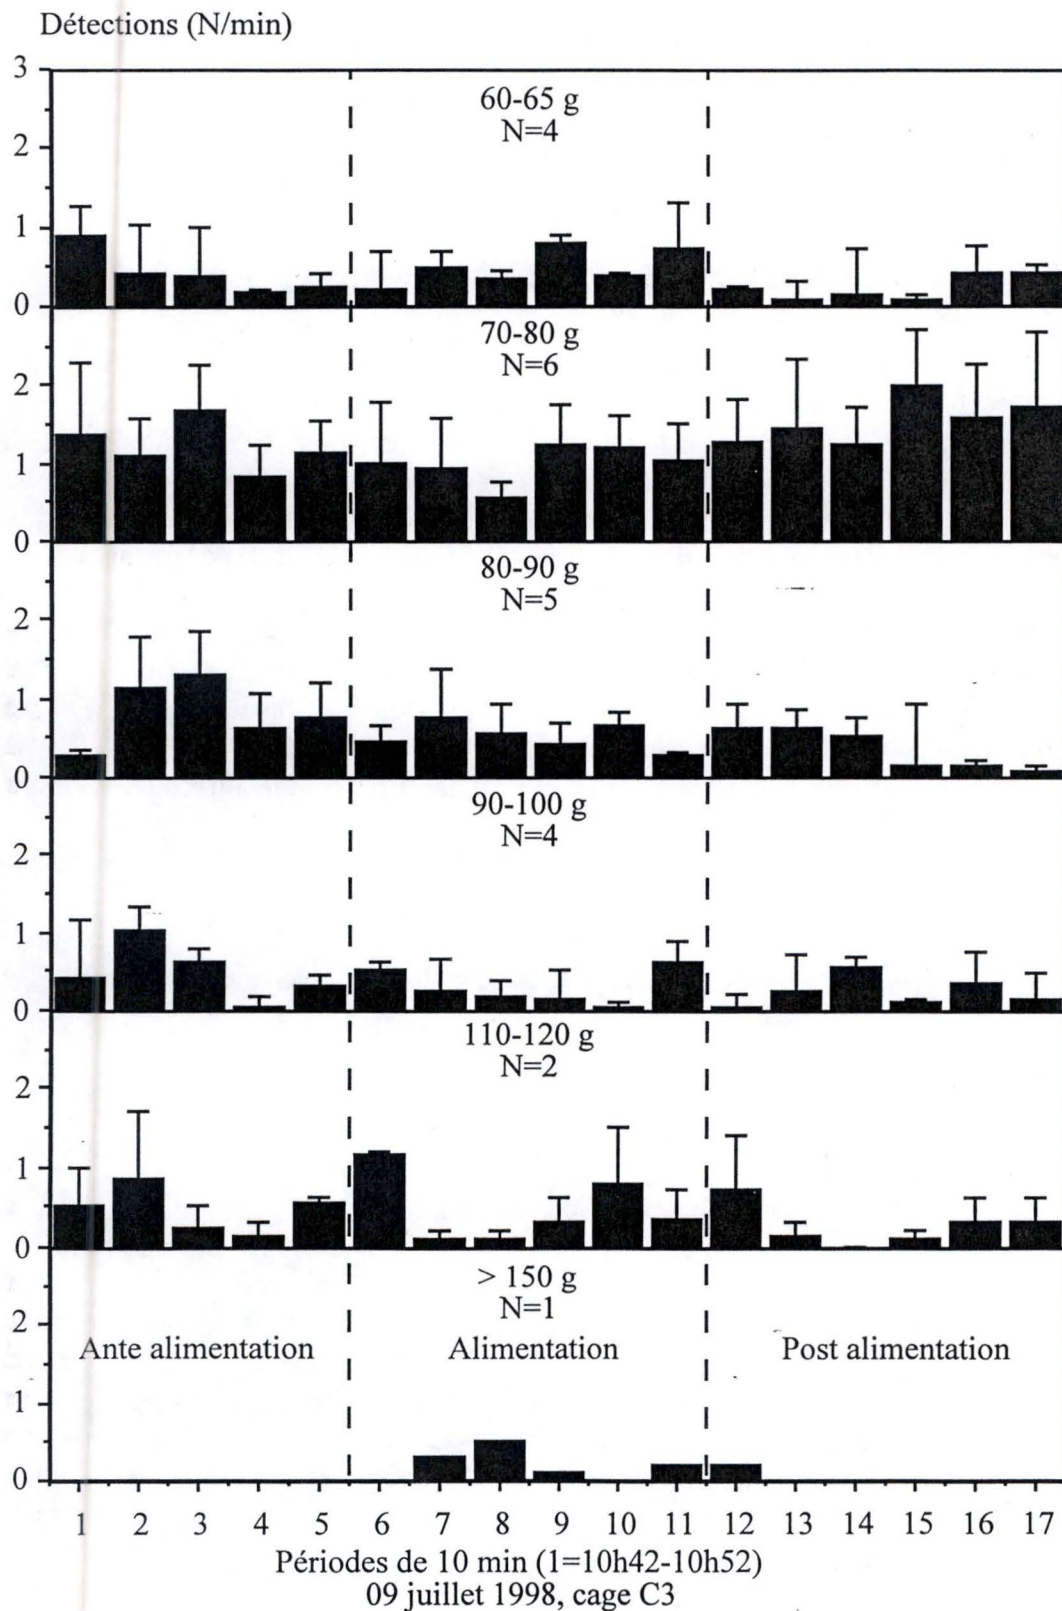 Détections (N/min)
3
60-65 g
N=4
2
1
0
70-80 g
N=6
2
1
0
80-90 g
N=5
2
1
0
90-100 g
N=4
2
1
0
110-120 g
N=2
2
1
0
> 150 g
N=1
2
Ante alimentation Alimentation Post alimentation
1
0
1 2 3 4 5 6 7 8 9 10 11 12 13 14 15 16 17
Périodes de 10 min (1=10h42-10h52)
09 juillet 1998, cage C3